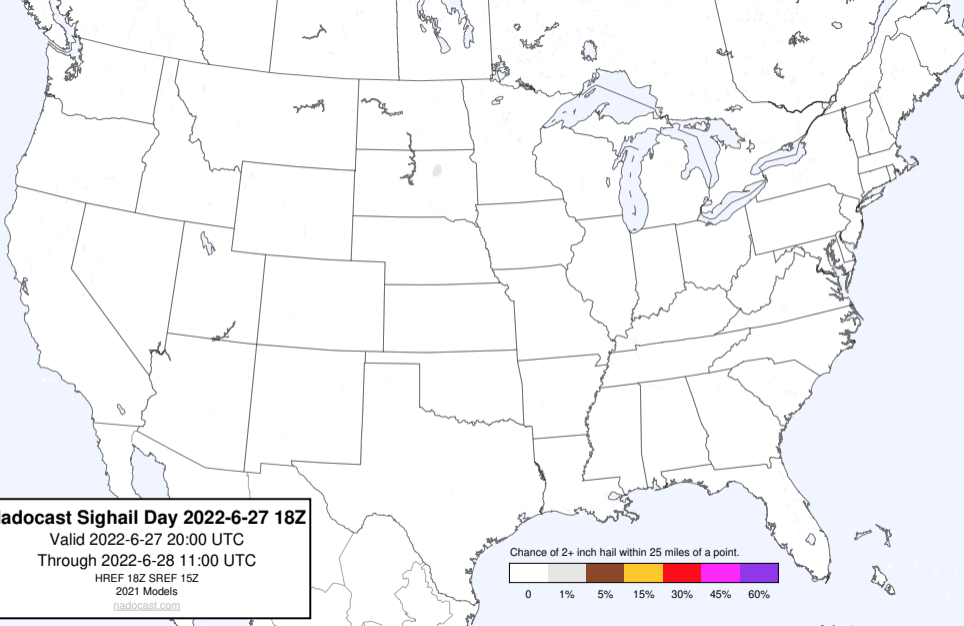 adocast Sighail Day 2022-6-27 18Z
Valid 2022-6-27 20:00 UTC
Through 2022-6-28 11:00 UTC
HREF 18Z SREF 15Z
2021 Models
nadocast.com
Chance of 2+ inch hail within 25 miles of a point.
0 1% 5% 15% 30% 45% 60%